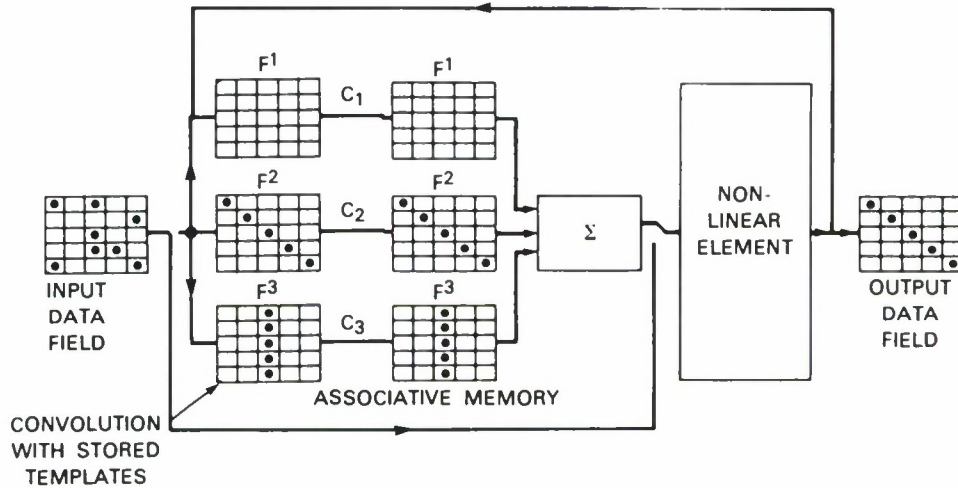 F1
F1
C1
F2
F2
C2
F3
F3
C3
Σ
NON-
LINEAR
ELEMENT
INPUT
DATA
FIELD
OUTPUT
DATA
FIELD
ASSOCIATIVE MEMORY
CONVOLUTION
WITH STORED
TEMPLATES